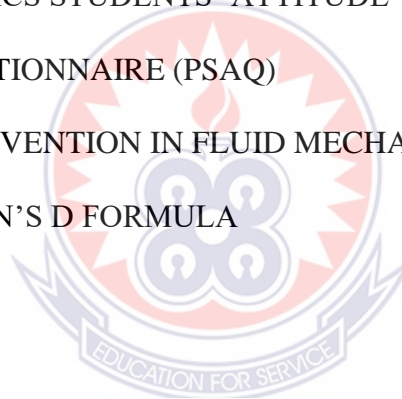 ICS STUDENTS' ATTITUDE
TIONNAIRE (PSAQ)
VENTION IN FLUID MECHA
N'S D FORMULA
EDUCATION FOR SERVICE